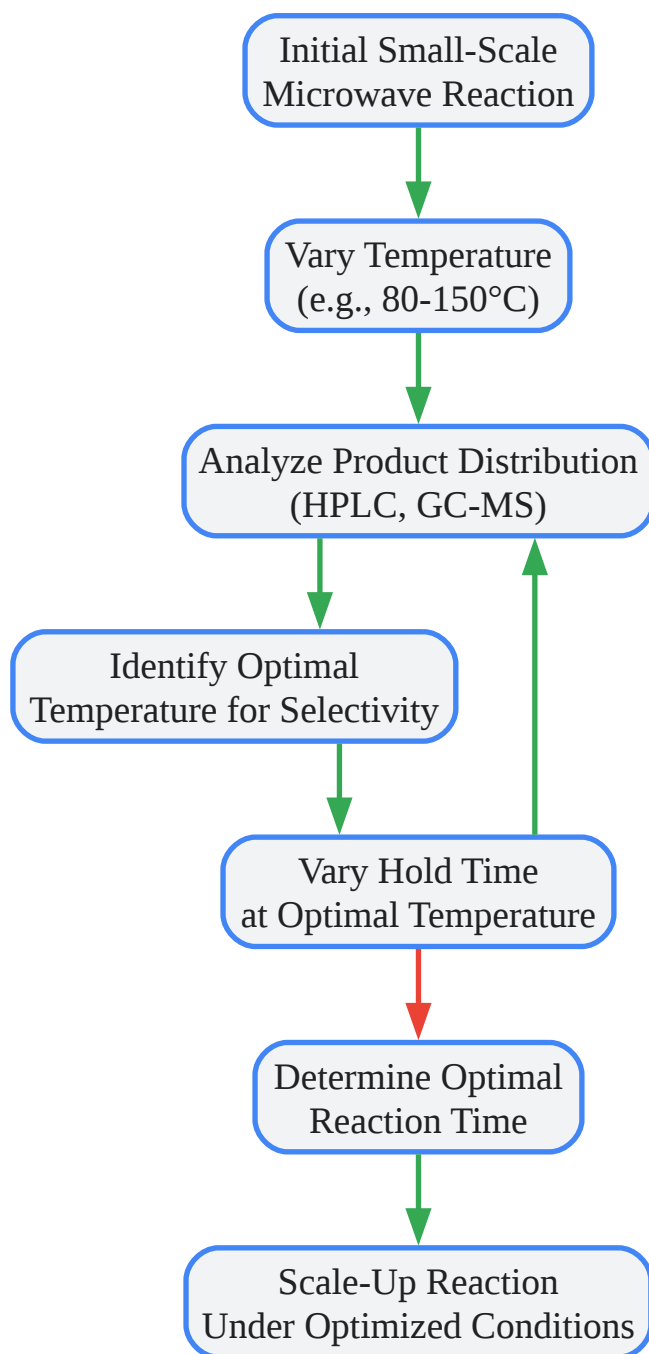 Initial Small-Scale
Microwave Reaction
Vary Temperature
(e.g., 80-150°C)
Analyze Product Distribution
(HPLC, GC-MS)
Identify Optimal
Temperature for Selectivity
Vary Hold Time
at Optimal Temperature
Determine Optimal
Reaction Time
Scale-Up Reaction
Under Optimized Conditions